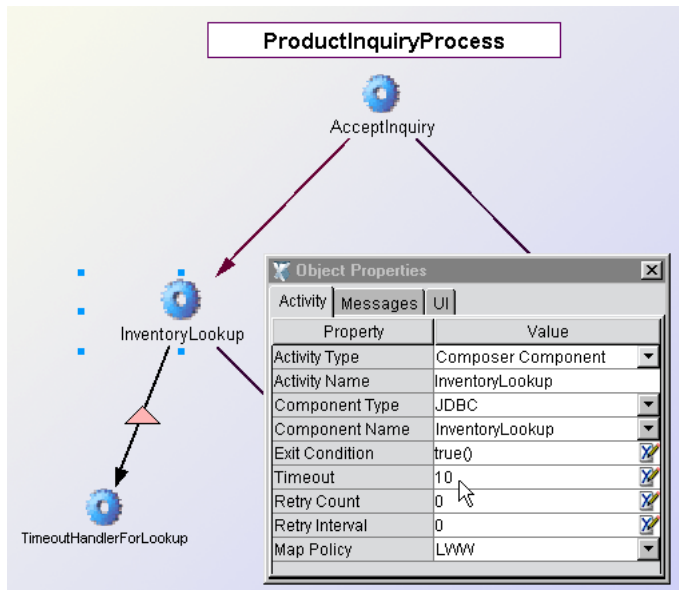 ProductInquiryProcess
AcceptInquiry
InventoryLookup
TimeoutHandlerForLookup
Object Properties
Activity Messages UI
Property Value
Activity Type Composer Component
Activity Name InventoryLookup
Component Type JDBC
Component Name InventoryLookup
Exit Condition true()
Timeout 10
Retry Count 0
Retry Interval 0
Map Policy LWW